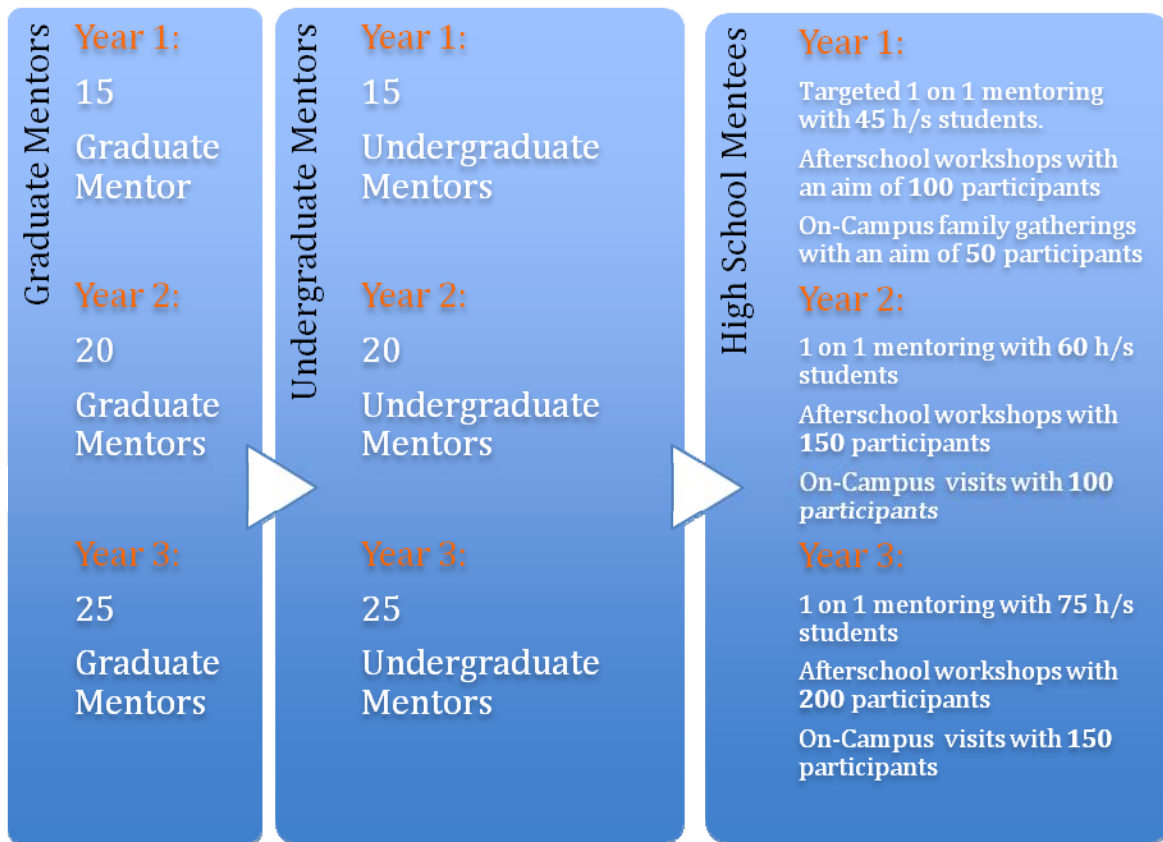 Graduate Mentors
Year 1:
15
Graduate
Mentor
Year 2:
20
Graduate
Mentors
Year 3:
25
Graduate
Mentors
Undergraduate Mentors
Year 1:
15
Undergraduate
Mentors
Year 2:
20
Undergraduate
Mentors
Year 3:
25
Undergraduate
Mentors
High School Mentees
Year 1:
Targeted 1 on 1 mentoring
with 45 h/s students.
Afterschool workshops with
an aim of 100 participants
On-Campus family gatherings
with an aim of 50 participants
Year 2:
1 on 1 mentoring with 60 h/s
students
Afterschool workshops with
150 participants
On-Campus visits with 100
participants
Year 3:
1 on 1 mentoring with 75 h/s
students
Afterschool workshops with
200 participants
On-Campus visits with 150
participants